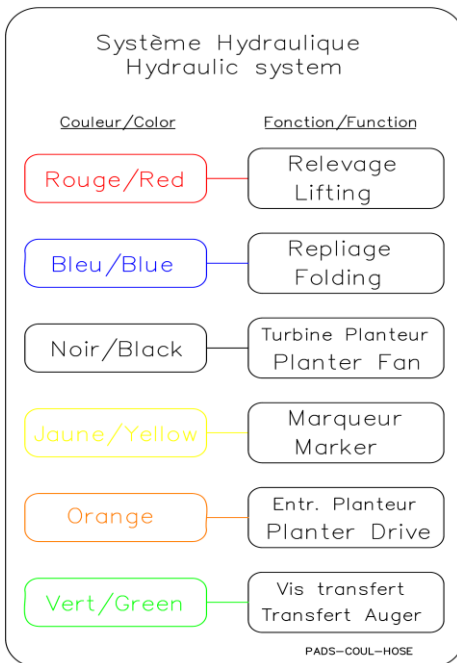 Système Hydraulique
Hydraulic system
Couleur/Color
Fonction/Function
Rouge/Red
Relevage
Lifting
Bleu/Blue
Repliage
Folding
Noir/Black
Turbine Planteur
Planter Fan
Jaune/Yellow
Marqueur
Marker
Orange
Entr. Planteur
Planter Drive
Vert/Green
Vis transfert
Transfert Auger
PADS-COUL-HOSE